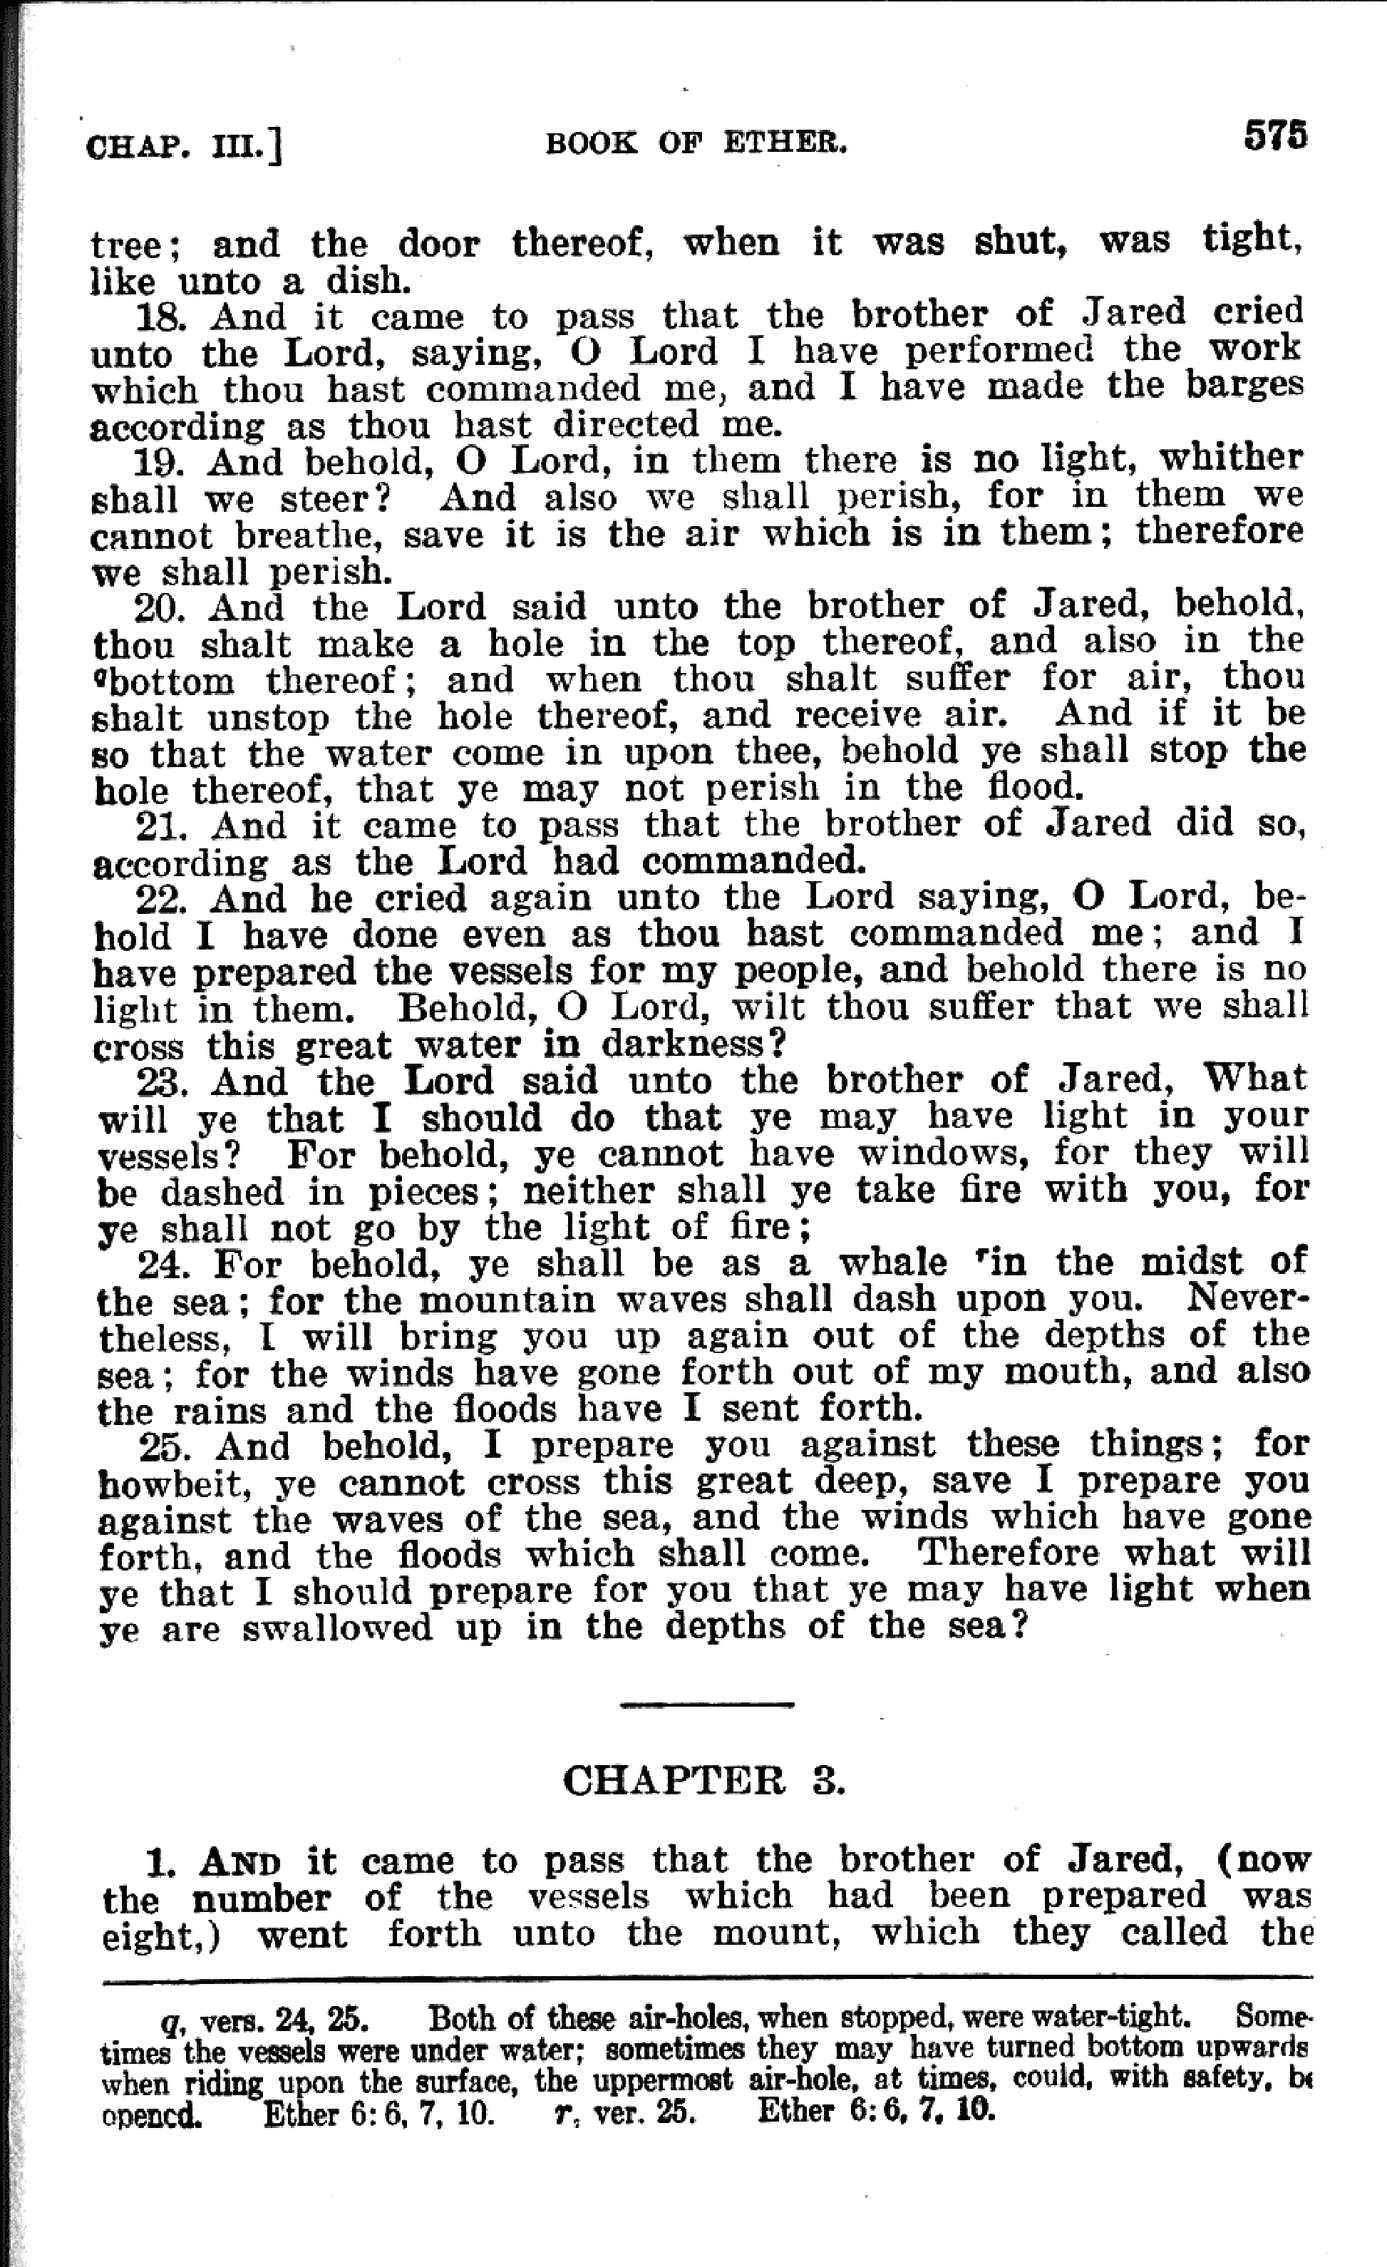 CHAP. III.] BOOK OF ETHER. 575
tree; and the door thereof, when it was shut, was tight,
like unto a dish.
18. And it came to pass that the brother of Jared cried
unto the Lord, saying, O Lord I have performed the work
which thou hast commanded me, and I have made the barges
according as thou hast directed me.
19. And behold, O Lord, in them there is no light, whither
shall we steer? And also we shall perish, for in them we
cannot breathe, save it is the air which is in them; therefore
we shall perish.
20. And the Lord said unto the brother of Jared, behold,
thou shalt make a hole in the top thereof, and also in the
qbottom thereof; and when thou shalt suffer for air, thou
shalt unstop the hole thereof, and receive air. And if it be
so that the water come in upon thee, behold ye shall stop the
hole thereof, that ye may not perish in the flood.
21. And it came to pass that the brother of Jared did so,
according as the Lord had commanded.
22. And he cried again unto the Lord saying, O Lord, be-
hold I have done even as thou hast commanded me; and I
have prepared the vessels for my people, and behold there is no
light in them. Behold, O Lord, wilt thou suffer that we shall
cross this great water in darkness?
23. And the Lord said unto the brother of Jared, What
will ye that I should do that ye may have light in your
vessels? For behold, ye cannot have windows, for they will
be dashed in pieces; neither shall ye take fire with you, for
ye shall not go by the light of fire;
24. For behold, ye shall be as a whale rin the midst of
the sea; for the mountain waves shall dash upon you. Never-
theless, I will bring you up again out of the depths of the
sea; for the winds have gone forth out of my mouth, and also
the rains and the floods have I sent forth.
25. And behold, I prepare you against these things; for
howbeit, ye cannot cross this great deep, save I prepare you
against the waves of the sea, and the winds which have gone
forth, and the floods which shall come. Therefore what will
ye that I should prepare for you that ye may have light when
ye are swallowed up in the depths of the sea?
CHAPTER 3.
1. AND it came to pass that the brother of Jared, (now
the number of the vessels which had been prepared was
eight,) went forth unto the mount, which they called the
q, vers. 24, 25. Both of these air-holes, when stopped, were water-tight. Some-
times the vessels were under water; sometimes they may have turned bottom upwards
when riding upon the surface, the uppermost air-hole, at times, could, with safety, be
opened. Ether 6:6, 7, 10. r, ver. 25. Ether 6:6, 7, 10.